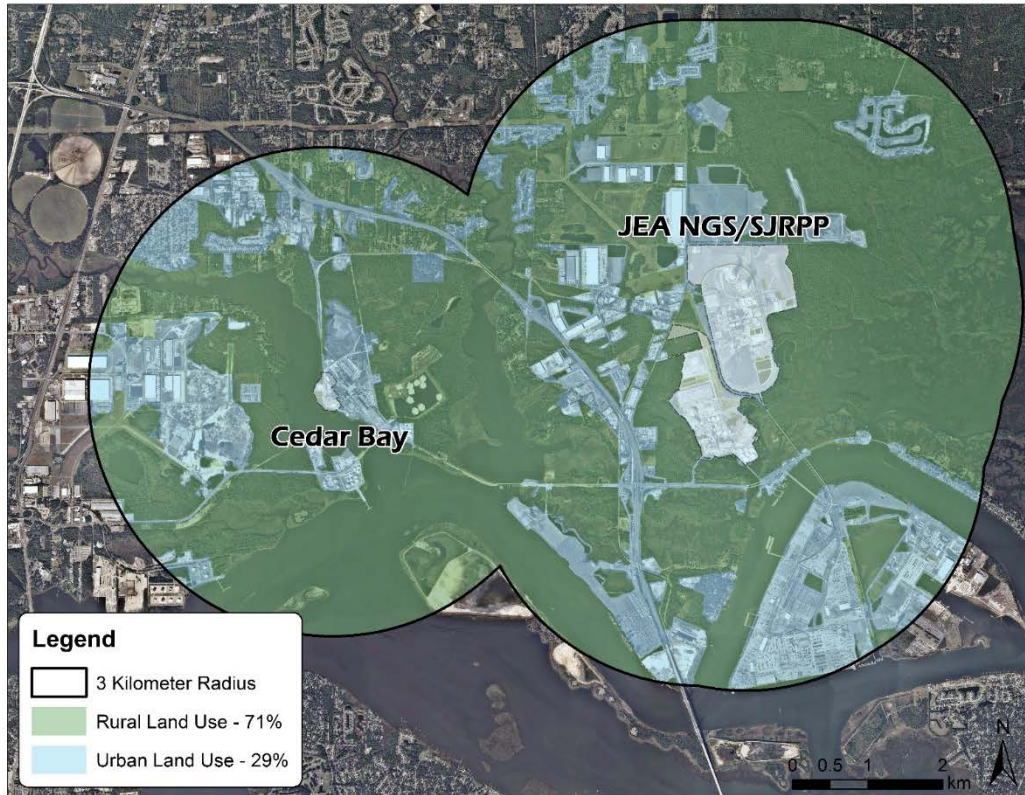 JEA NGS/SJRPP
Cedar Bay
Legend
3 Kilometer Radius
Rural Land Use - 71%
Urban Land Use - 29%
N
0 0.5 1 2
km